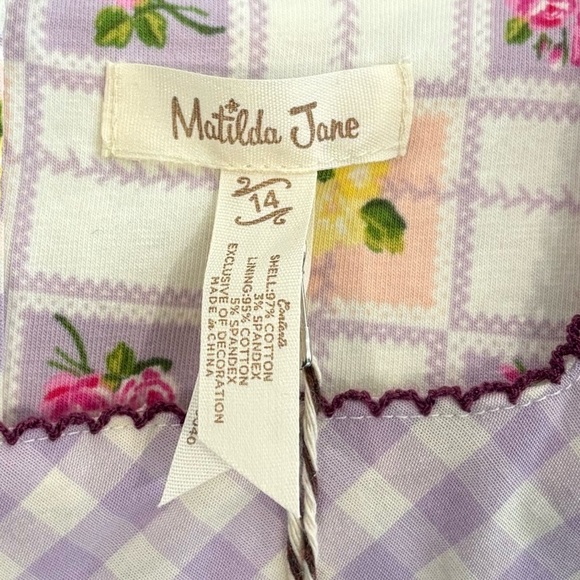 Matilda Jane
14
Contents
SHELL:97% COTTON
3% SPANDEX
LINING:95% COTTON
5% SPANDEX
EXCLUSIVE OF DECORATION
MADE in CHINA